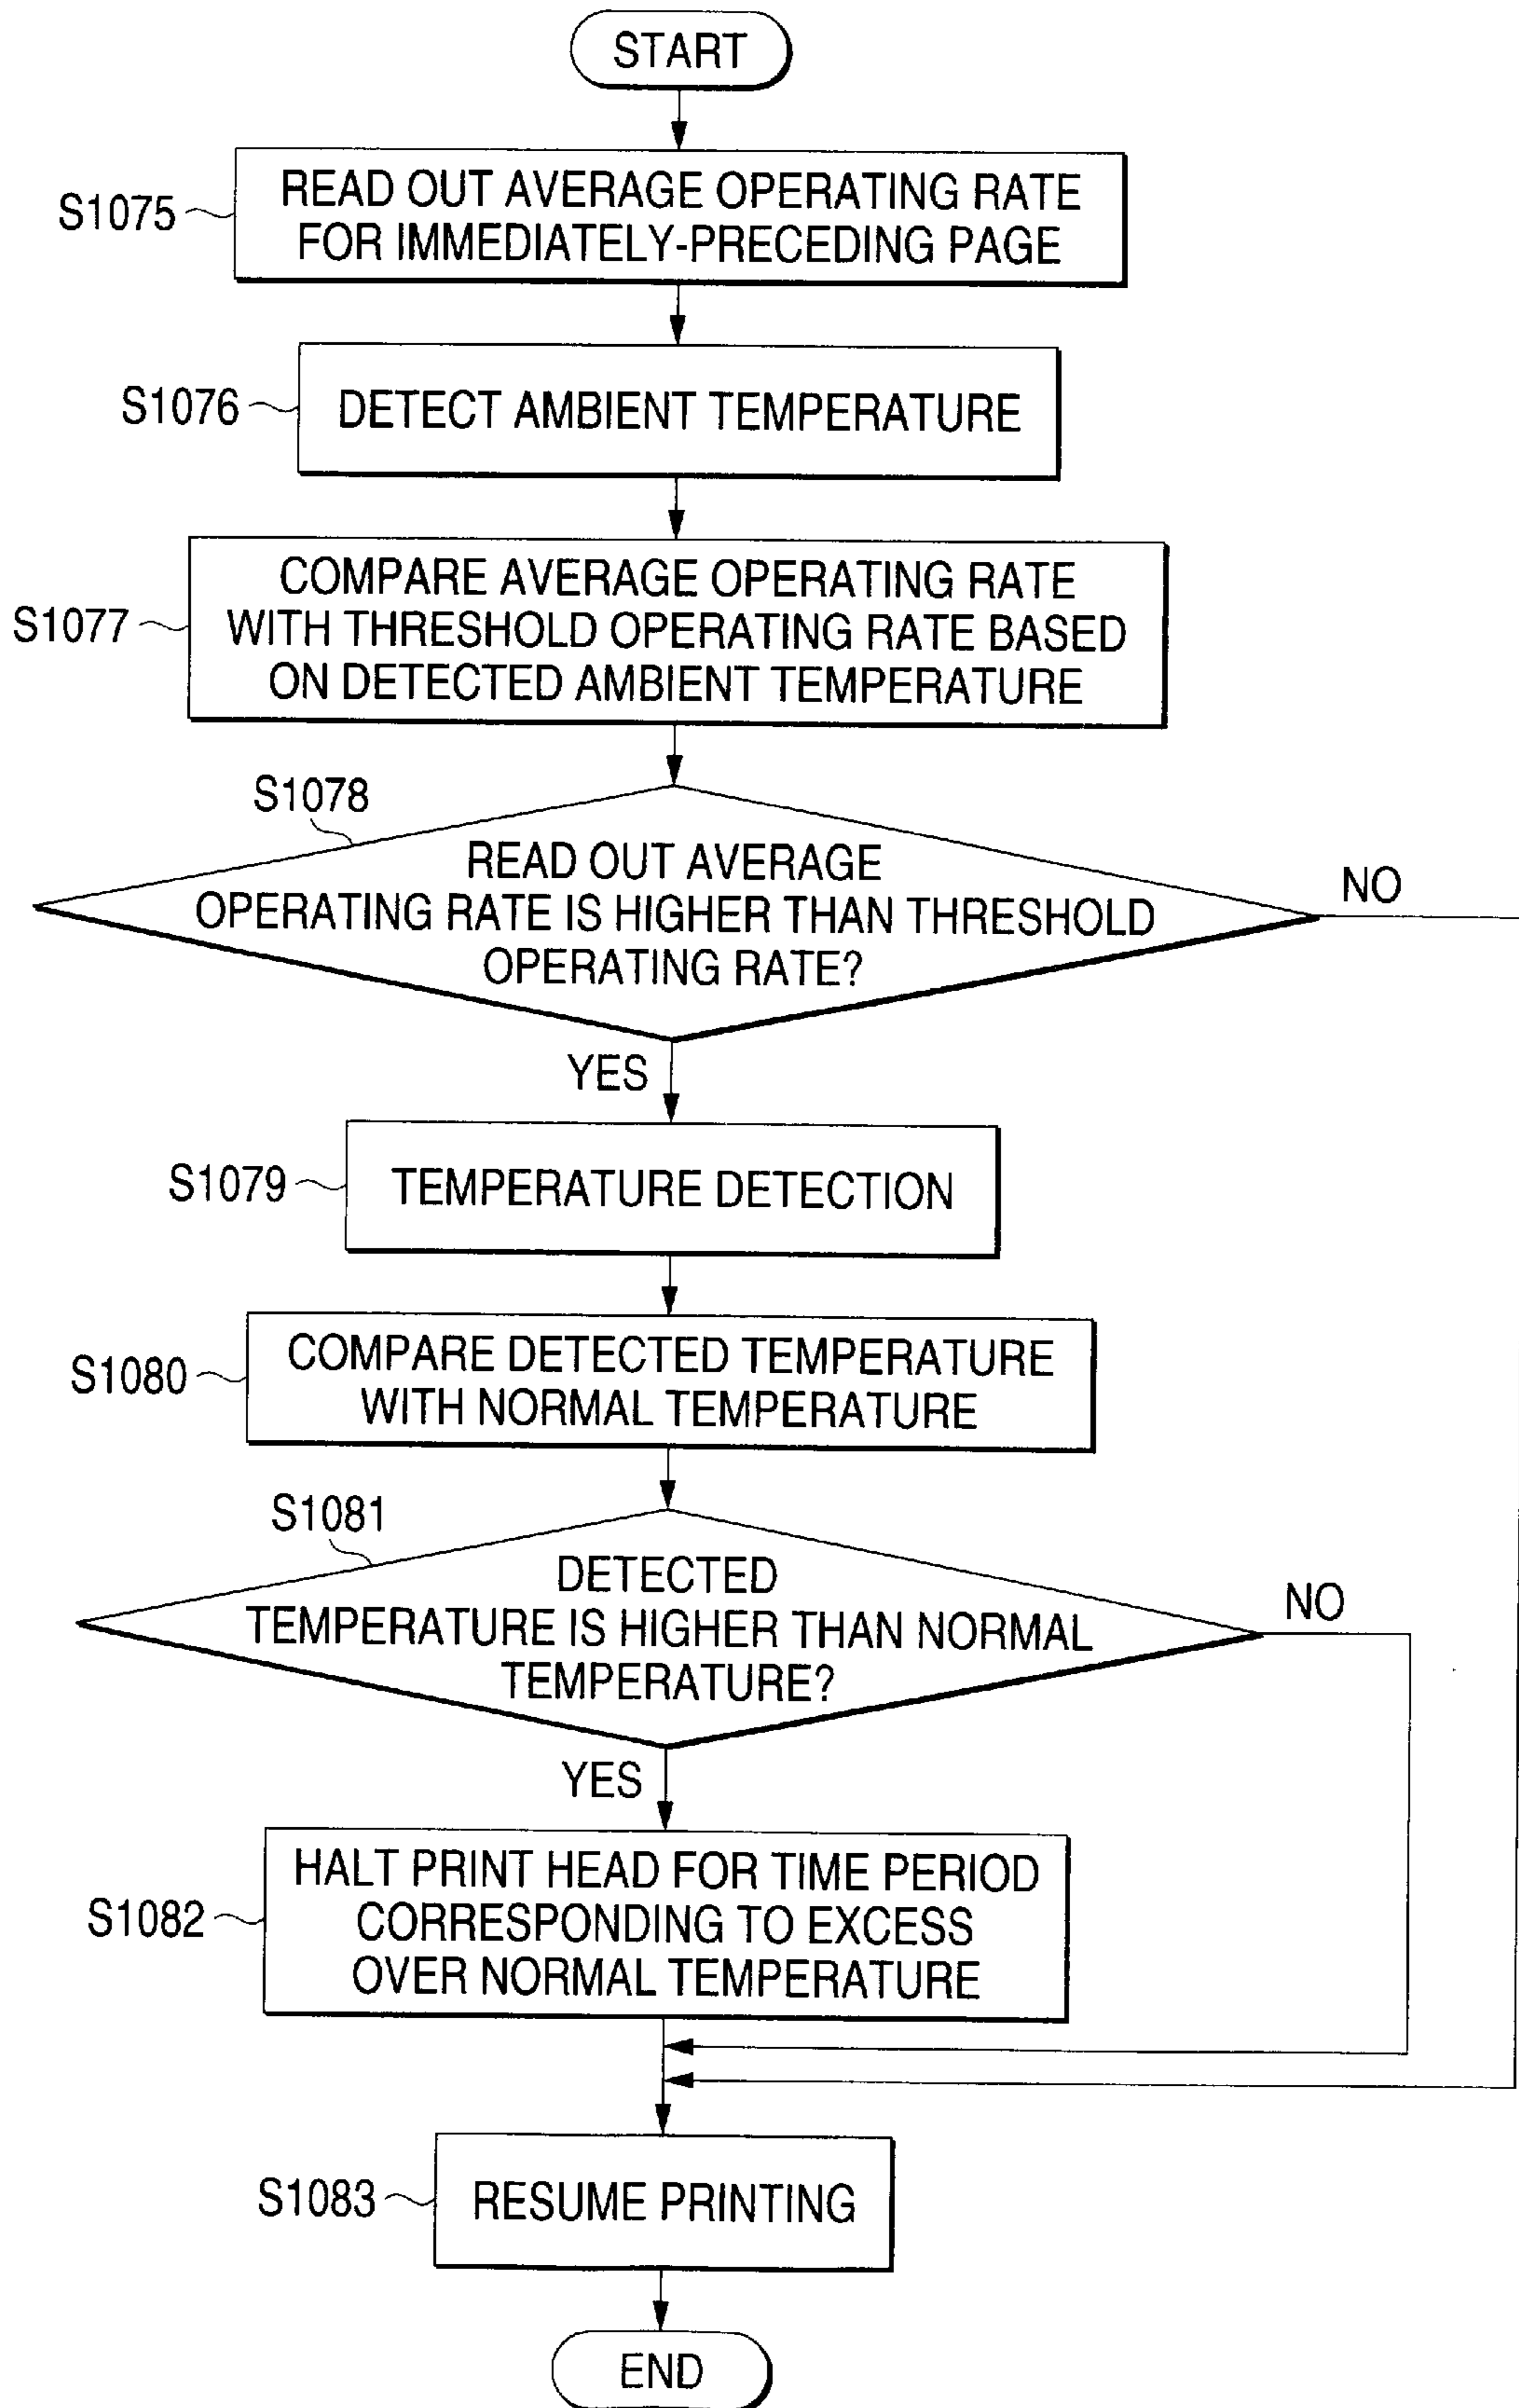 START
S1075
READ OUT AVERAGE OPERATING RATE
FOR IMMEDIATELY-PRECEDING PAGE
S1076
DETECT AMBIENT TEMPERATURE
S1077
COMPARE AVERAGE OPERATING RATE
WITH THRESHOLD OPERATING RATE BASED
ON DETECTED AMBIENT TEMPERATURE
S1078
READ OUT AVERAGE
OPERATING RATE IS HIGHER THAN THRESHOLD
OPERATING RATE?
NO
YES
S1079
TEMPERATURE DETECTION
S1080
COMPARE DETECTED TEMPERATURE
WITH NORMAL TEMPERATURE
S1081
DETECTED
TEMPERATURE IS HIGHER THAN NORMAL
TEMPERATURE?
NO
YES
S1082
HALT PRINT HEAD FOR TIME PERIOD
CORRESPONDING TO EXCESS
OVER NORMAL TEMPERATURE
S1083
RESUME PRINTING
END